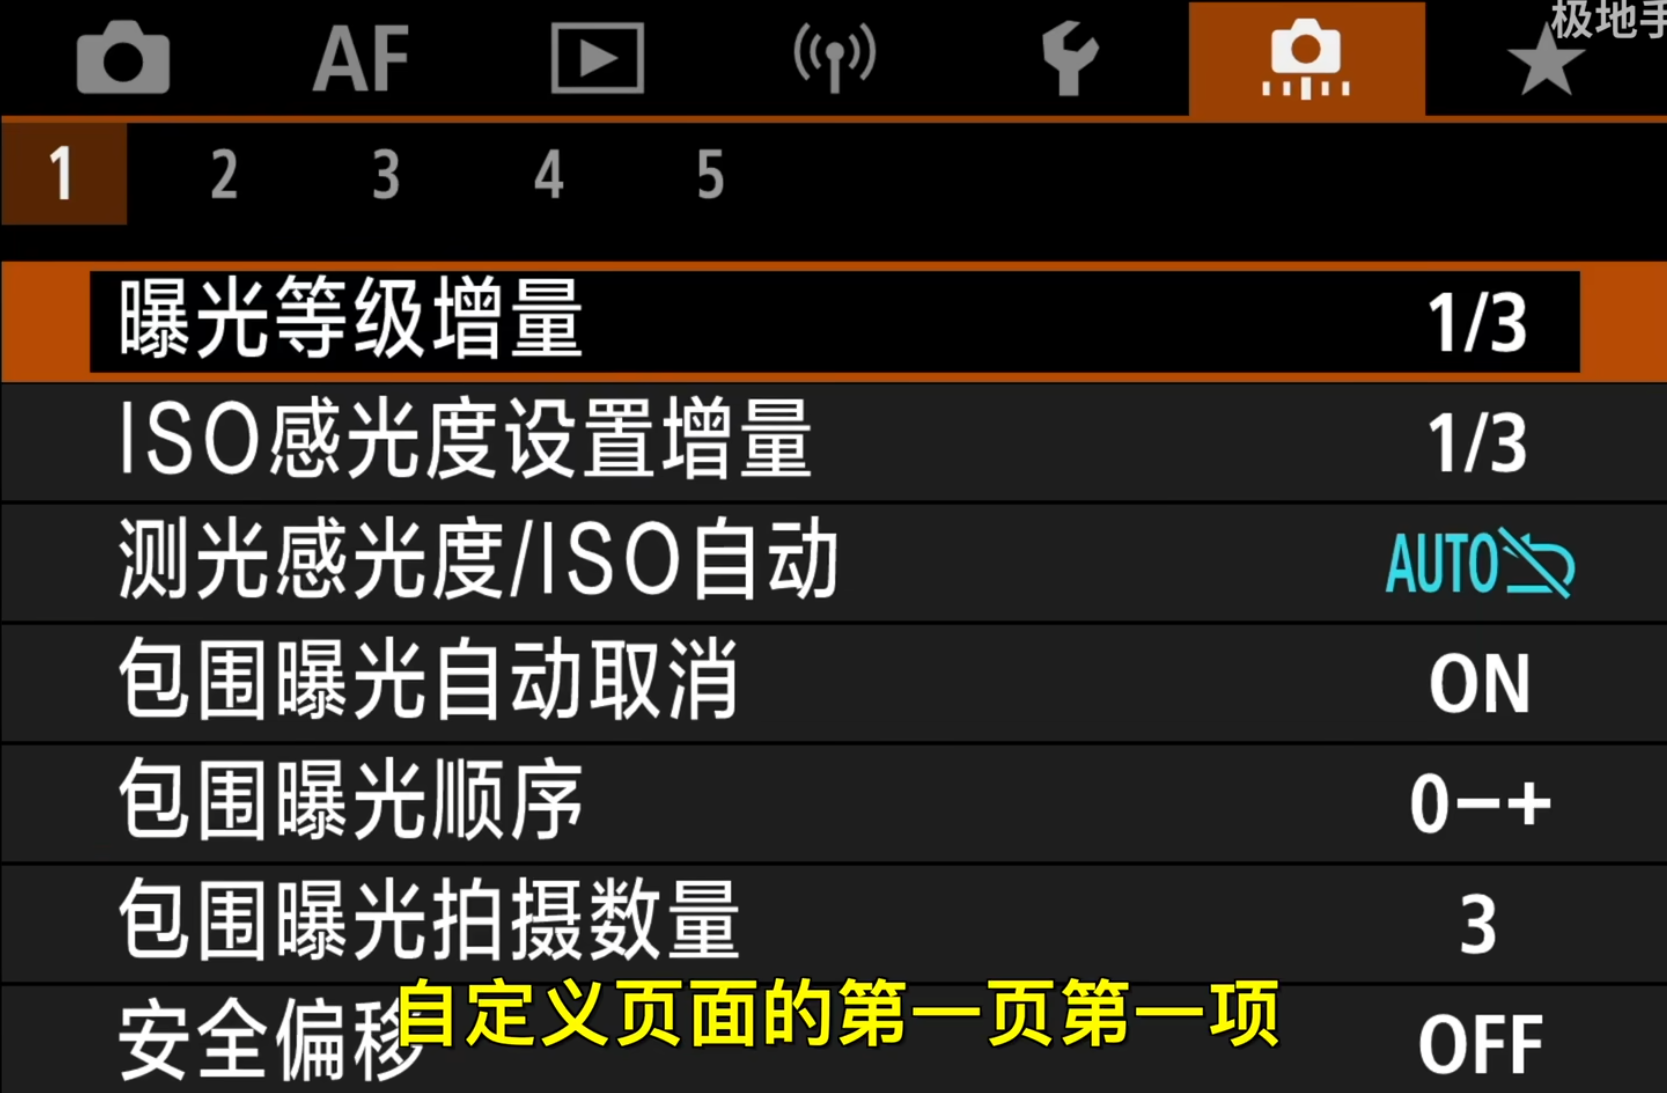 极地手
AF
1 2 3 4 5
曝光等级增量 1/3
ISO感光度设置增量 1/3
测光感光度/ISO自动 AUTO
包围曝光自动取消 ON
包围曝光顺序 0−+
包围曝光拍摄数量 3
安全偏移 OFF
自定义页面的第一页第一项